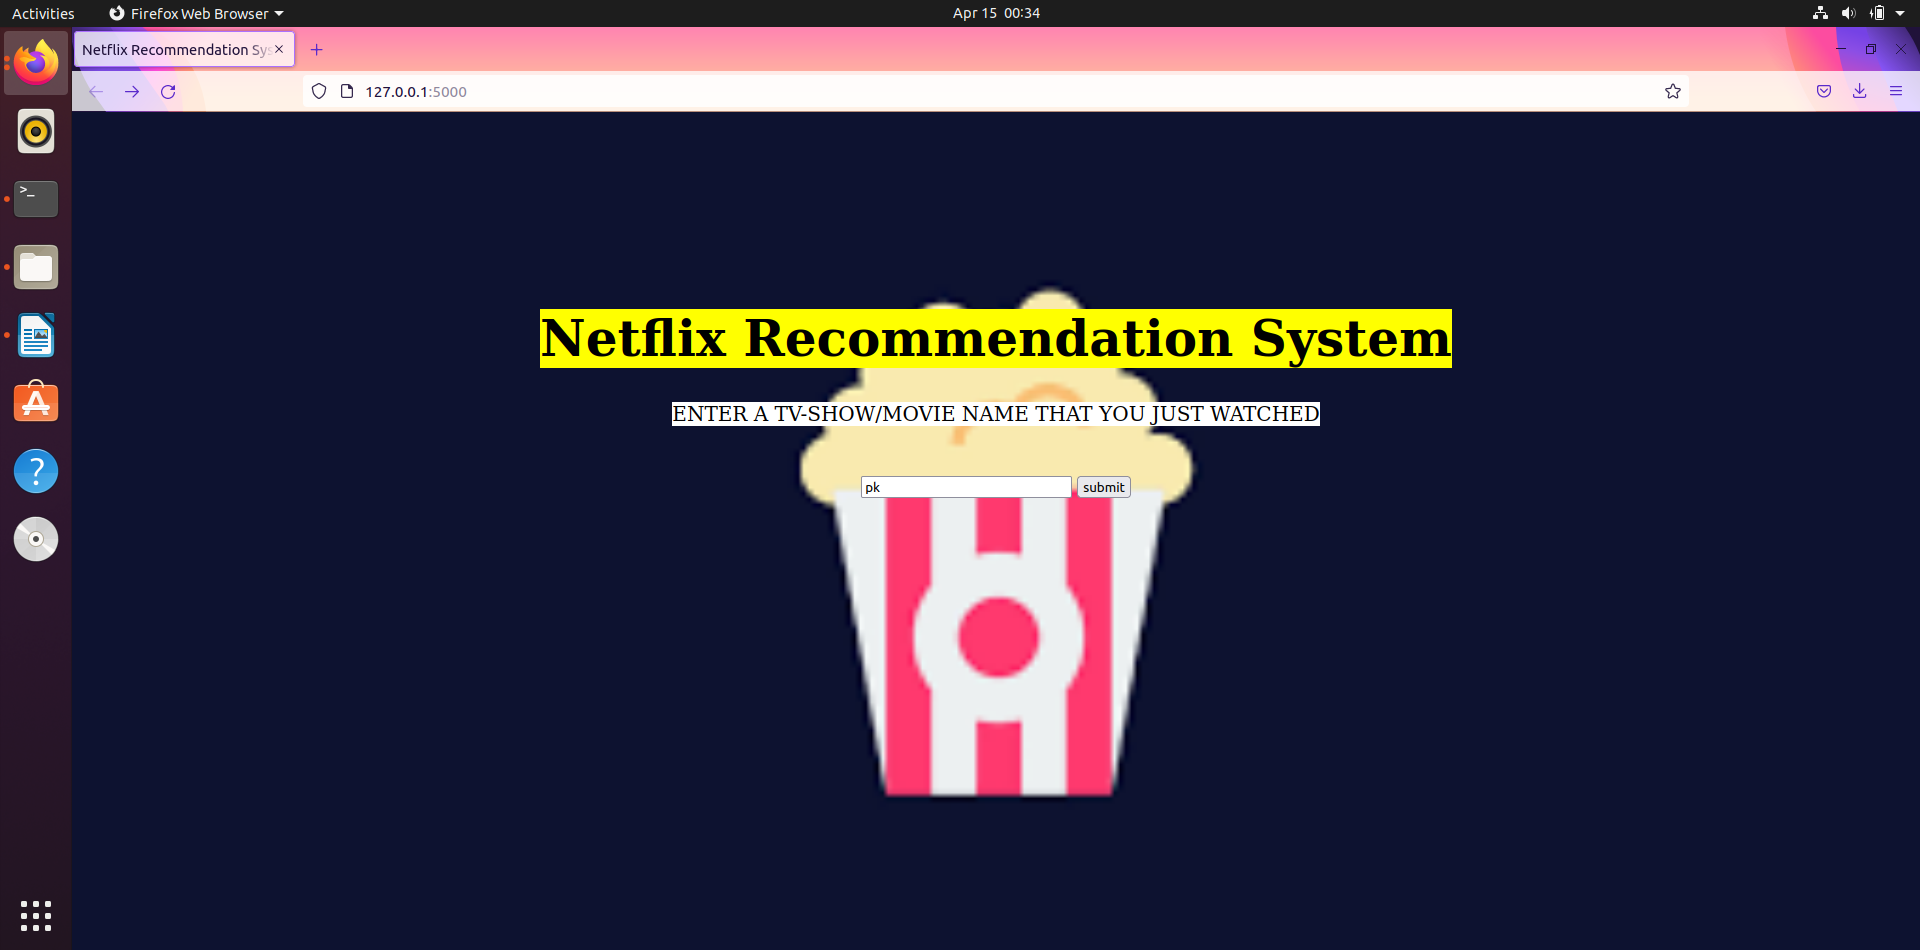 Activities
Firefox Web Browser
Apr 15 00:34
Netflix Recommendation Sys
127.0.0.1:5000
>_
Netflix Recommendation System
ENTER A TV-SHOW/MOVIE NAME THAT YOU JUST WATCHED
pk
submit
?